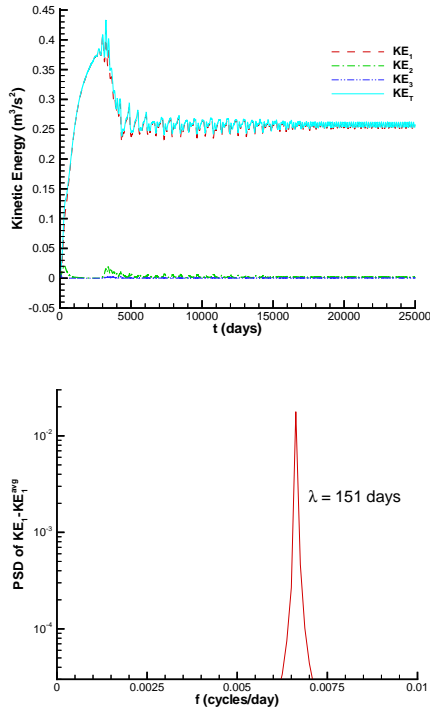 0.45
0.4
0.35
0.3
0.25
0.2
0.15
0.1
0.05
0
-0.05
Kinetic Energy (m³/s²)
KE₁
KE₂
KE₃
KE_T
0 5000 10000 15000 20000 25000
t (days)
10⁻²
10⁻³
10⁻⁴
PSD of KE₁-KE₁ᵃᵛᵍ
λ = 151 days
0 0.0025 0.005 0.0075 0.01
f (cycles/day)